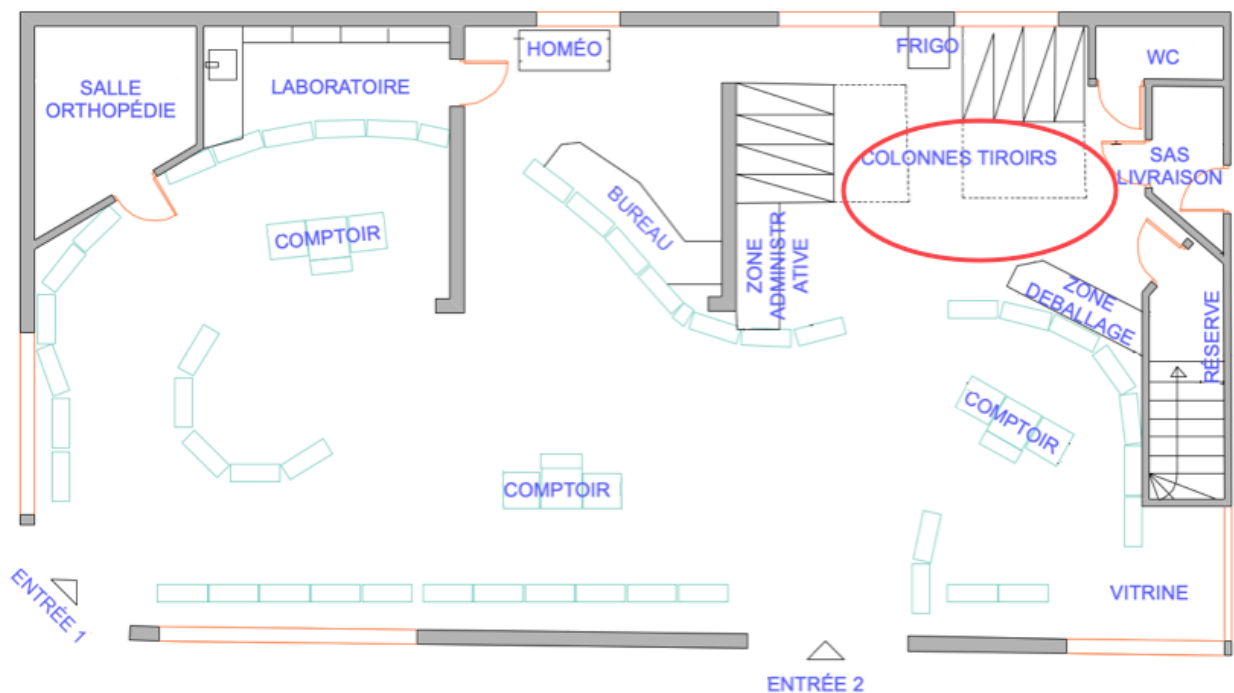 HOMÉO
FRIGO
WC
SALLE
ORTHOPÉDIE
LABORATOIRE
COLONNES TIROIRS
SAS
LIVRAISON
BUREAU
COMPTOIR
ZONE
ADMINISTR
ATIVE
ZONE
DEBALLAGE
RÉSERVE
COMPTOIR
COMPTOIR
VITRINE
ENTRÉE 1
ENTRÉE 2